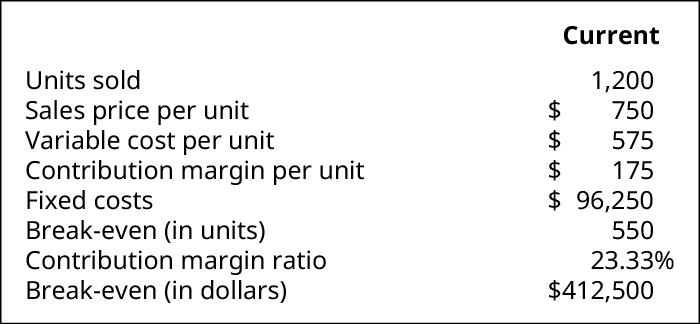 Current
Units sold 1,200
Sales price per unit $ 750
Variable cost per unit $ 575
Contribution margin per unit $ 175
Fixed costs $ 96,250
Break-even (in units) 550
Contribution margin ratio 23.33%
Break-even (in dollars) $412,500